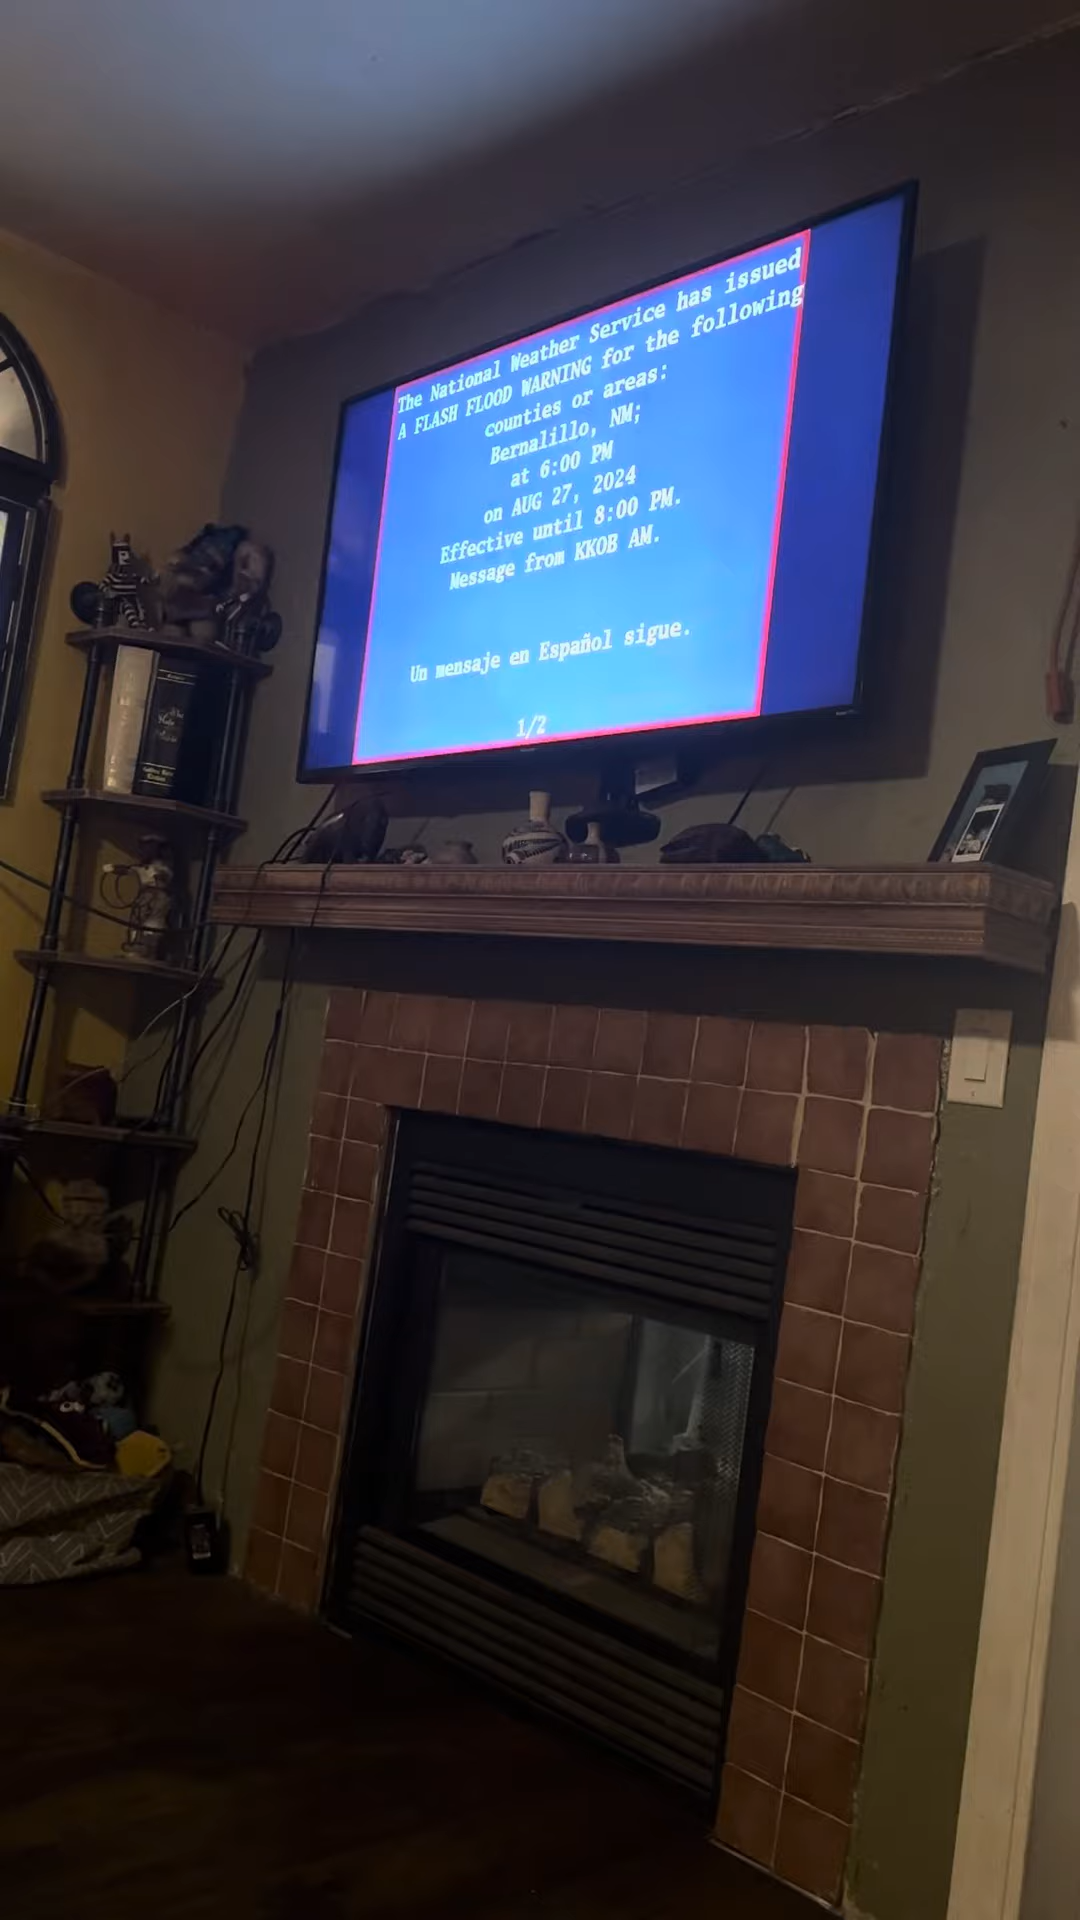 The National Weather Service has issued
A FLASH FLOOD WARNING for the following
counties or areas:
Bernalillo, NM;
at 6:00 PM
on AUG 27, 2024
Effective until 8:00 PM.
Message from KKOB AM.
Un mensaje en Español sigue.
1/2